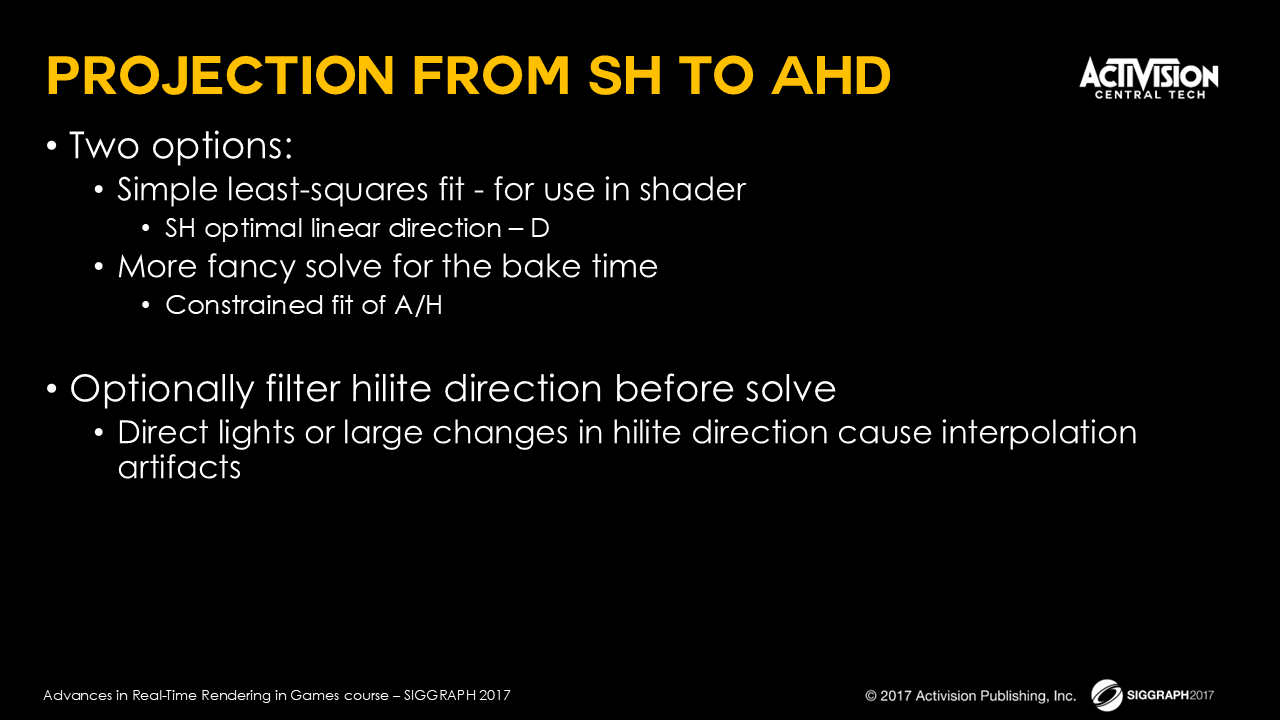 PROJECTION FROM SH TO AHD
ACTIVISION
CENTRAL TECH
• Two options:
• Simple least-squares fit - for use in shader
• SH optimal linear direction – D
• More fancy solve for the bake time
• Constrained fit of A/H
• Optionally filter hilite direction before solve
• Direct lights or large changes in hilite direction cause interpolation
artifacts
Advances in Real-Time Rendering in Games course – SIGGRAPH 2017
© 2017 Activision Publishing, Inc.
SIGGRAPH2017